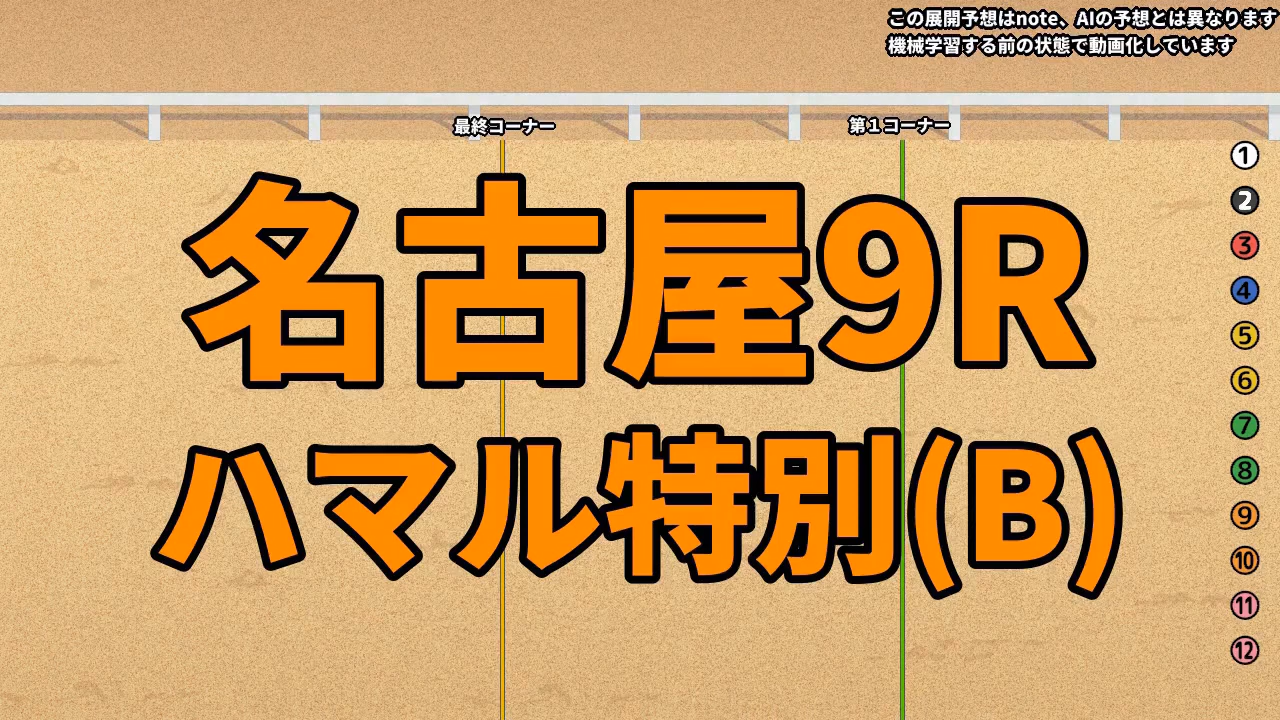 この展開予想はnote、AIの予想とは異なります
機械学習する前の状態で動画化しています
最終コーナー
第１コーナー
名古屋9R
ハマル特別(B)
①
②
③
④
⑤
⑥
⑦
⑧
⑨
⑩
⑪
⑫